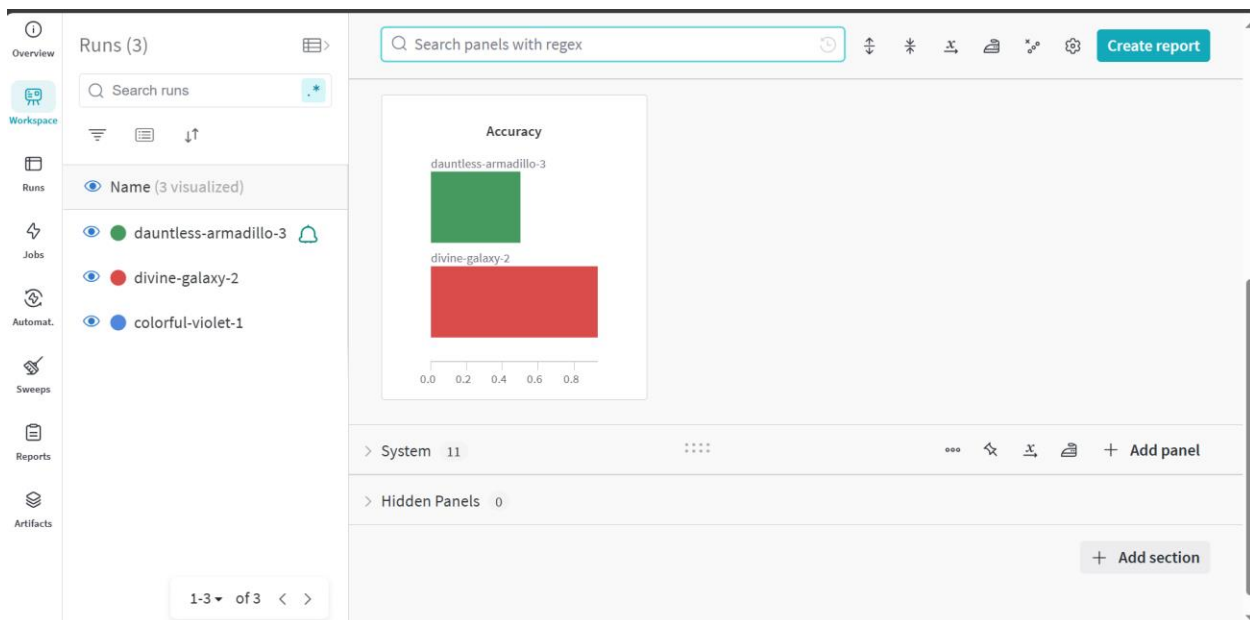 Overview
Workspace
Runs
Jobs
Automat.
Sweeps
Reports
Artifacts
Runs (3)
Search runs
.*
Name (3 visualized)
dauntless-armadillo-3
divine-galaxy-2
colorful-violet-1
1-3 of 3
Search panels with regex
Create report
Accuracy
dauntless-armadillo-3
divine-galaxy-2
0.0 0.2 0.4 0.6 0.8
System 11
Add panel
Hidden Panels 0
Add section